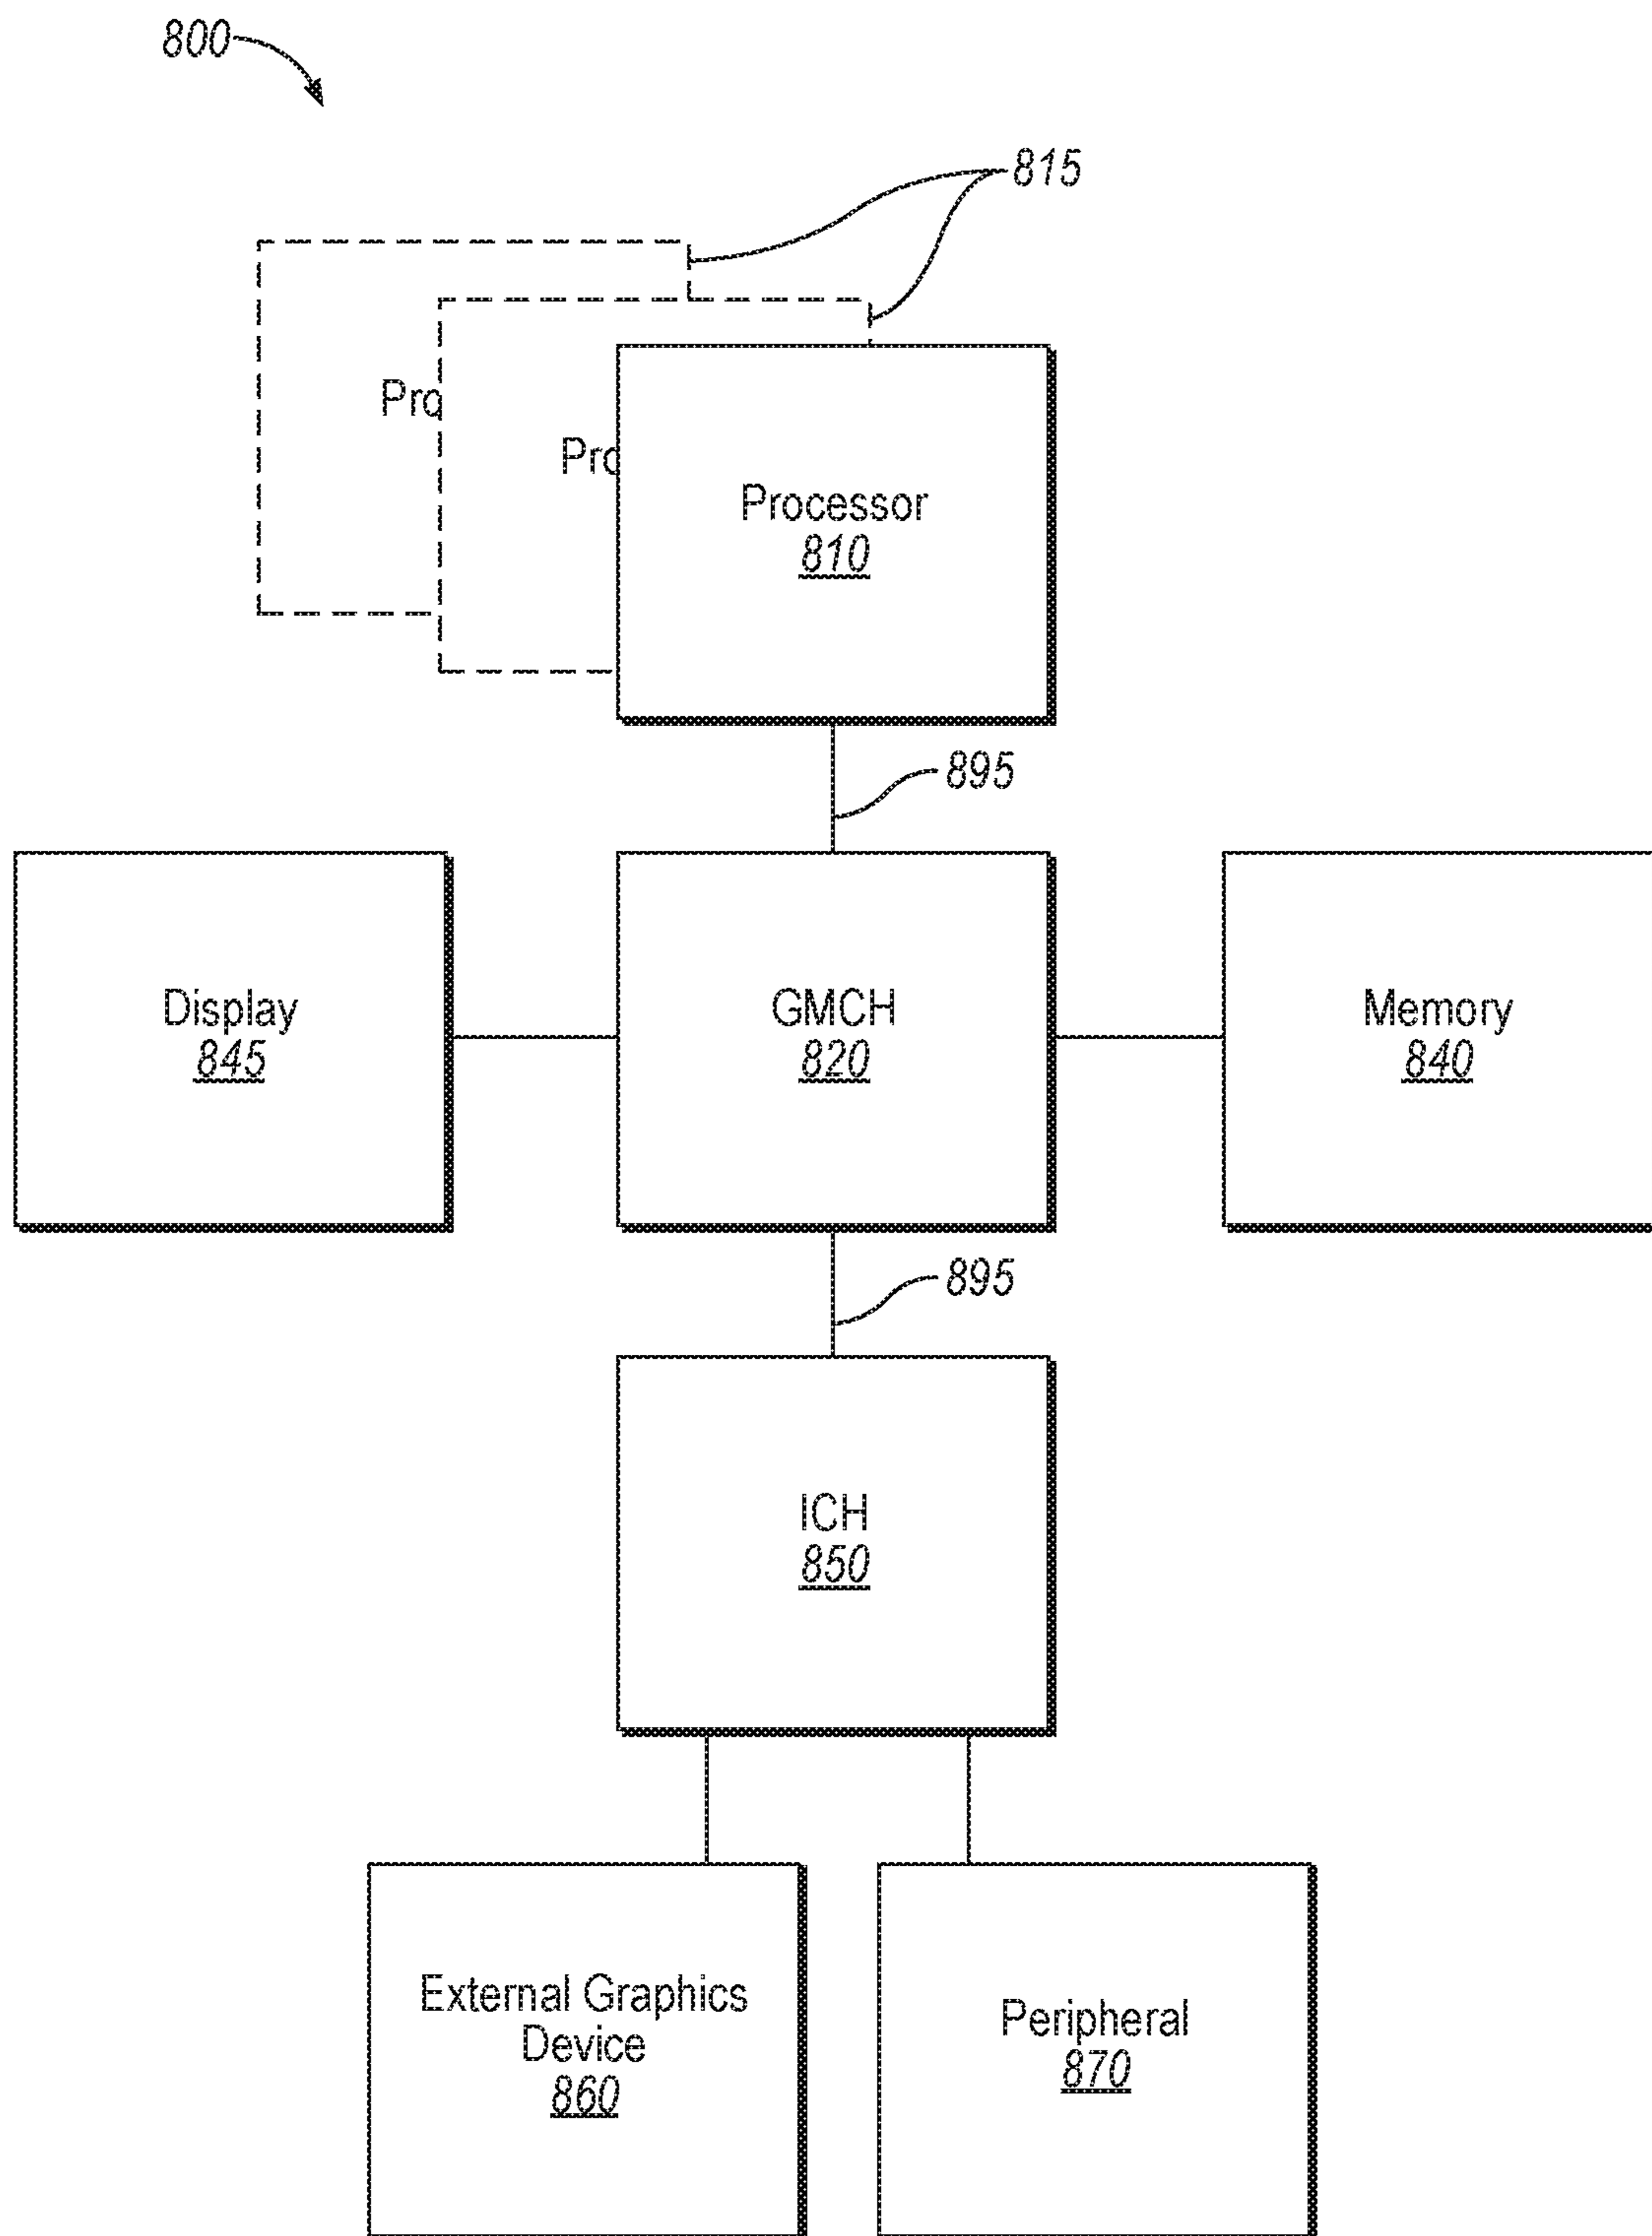 800
815
Pro
Pro
Processor
810
895
Display
845
GMCH
820
Memory
840
895
ICH
850
External Graphics
Device
860
Peripheral
870